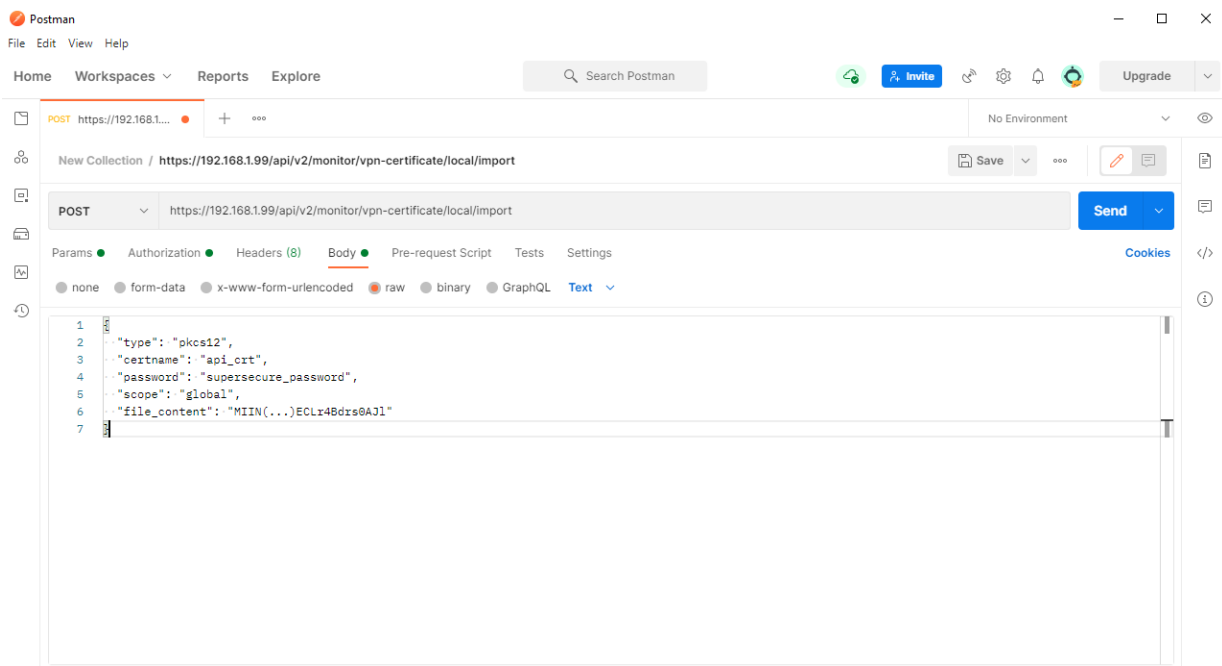 Postman
File Edit View Help
Home Workspaces Reports Explore Search Postman Invite Upgrade
POST https://192.168.1.... No Environment
New Collection / https://192.168.1.99/api/v2/monitor/vpn-certificate/local/import Save
POST https://192.168.1.99/api/v2/monitor/vpn-certificate/local/import Send
Params Authorization Headers (8) Body Pre-request Script Tests Settings Cookies
none form-data x-www-form-urlencoded raw binary GraphQL Text
1 {
2 "type": "pkcs12",
3 "certname": "api_crt",
4 "password": "supersecure_password",
5 "scope": "global",
6 "file_content": "MIIN(...)ECLr4Bdrs0AJl"
7 }